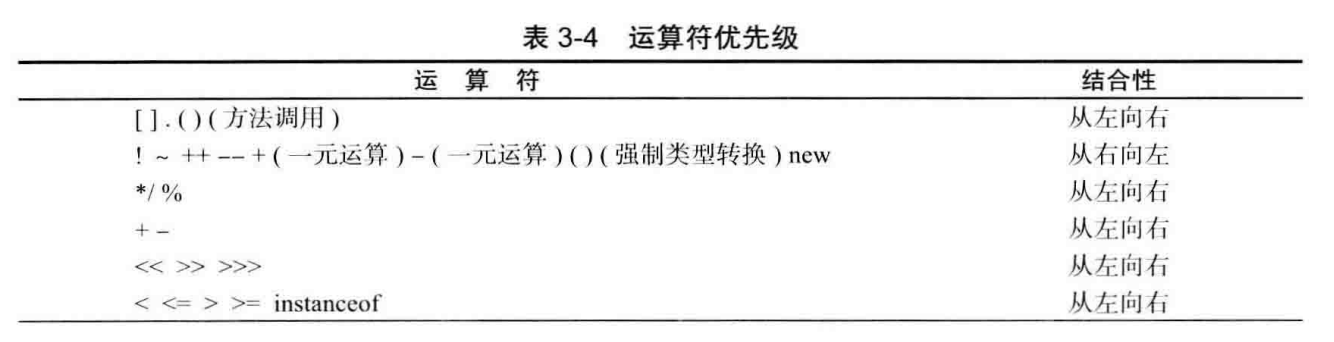 表 3-4 运算符优先级
运 算 符 结合性
[ ] . ( ) ( 方法调用 ) 从左向右
! ~ ++ -- + ( 一元运算 ) – ( 一元运算 ) ( ) ( 强制类型转换 ) new 从右向左
* / % 从左向右
+ – 从左向右
<< >> >>> 从左向右
< <= > >= instanceof 从左向右